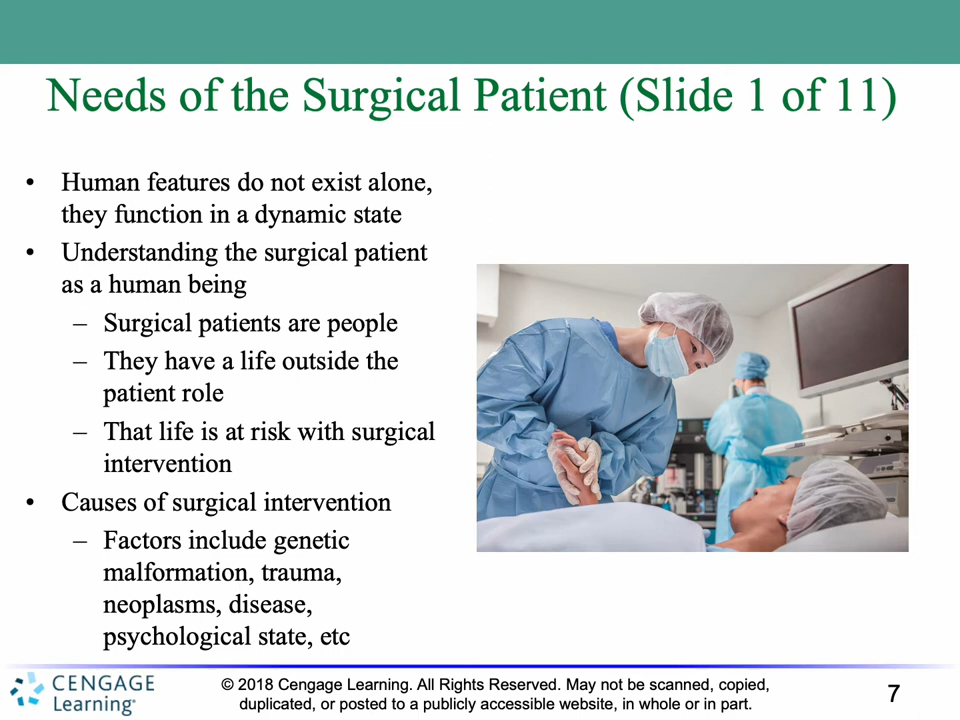 Needs of the Surgical Patient (Slide 1 of 11)
• Human features do not exist alone,
they function in a dynamic state
• Understanding the surgical patient
as a human being
– Surgical patients are people
– They have a life outside the
patient role
– That life is at risk with surgical
intervention
• Causes of surgical intervention
– Factors include genetic
malformation, trauma,
neoplasms, disease,
psychological state, etc
CENGAGE
Learning®
© 2018 Cengage Learning. All Rights Reserved. May not be scanned, copied,
duplicated, or posted to a publicly accessible website, in whole or in part.
7